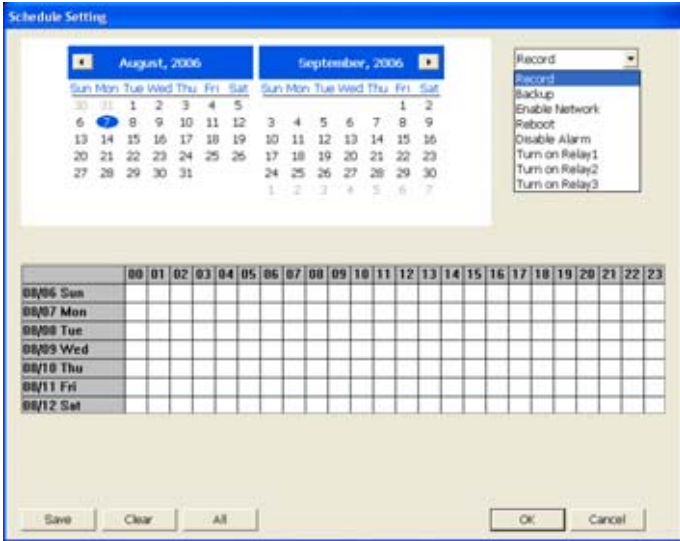 Schedule Setting
August, 2006
Sun Mon Tue Wed Thu Fri Sat
30 31 1 2 3 4 5
6 7 8 9 10 11 12
13 14 15 16 17 18 19
20 21 22 23 24 25 26
27 28 29 30 31
September, 2006
Sun Mon Tue Wed Thu Fri Sat
1 2
3 4 5 6 7 8 9
10 11 12 13 14 15 16
17 18 19 20 21 22 23
24 25 26 27 28 29 30
1 2 3 4 5 6 7
Record
Record
Backup
Enable Network
Reboot
Disable Alarm
Turn on Relay1
Turn on Relay2
Turn on Relay3
00 01 02 03 04 05 06 07 08 09 10 11 12 13 14 15 16 17 18 19 20 21 22 23
08/06 Sun
08/07 Mon
08/08 Tue
08/09 Wed
08/10 Thu
08/11 Fri
08/12 Sat
Save Clear All OK Cancel